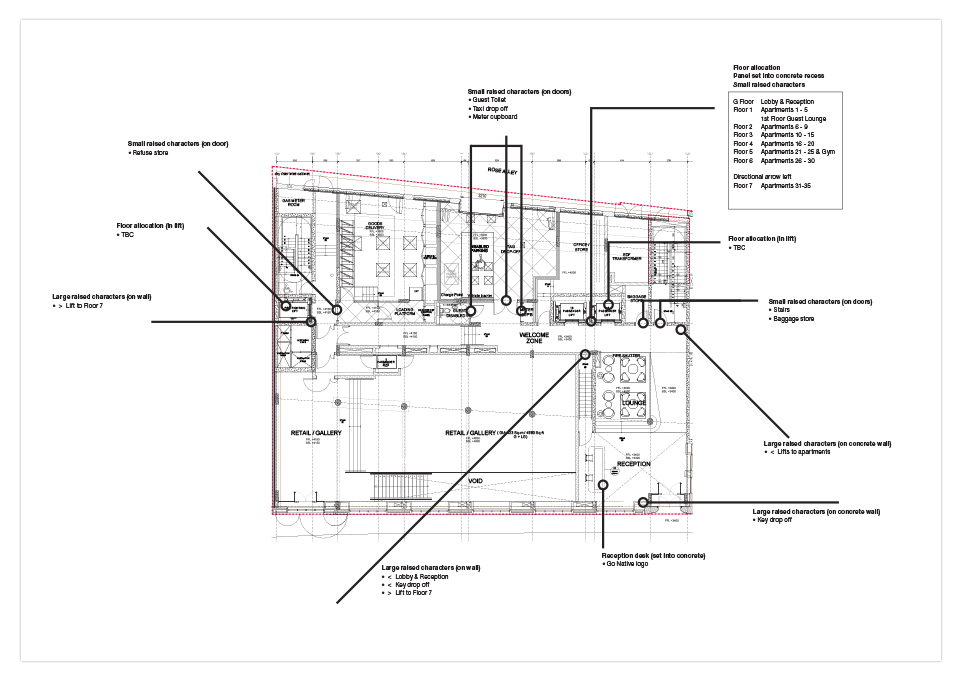 Floor allocation
Panel set into concrete recess
Small raised characters
G Floor Lobby & Reception
Floor 1 Apartments 1 - 5
1st Floor Guest Lounge
Floor 2 Apartments 6 - 9
Floor 3 Apartments 10 - 15
Floor 4 Apartments 16 - 20
Floor 5 Apartments 21 - 25 & Gym
Floor 6 Apartments 26 - 30
Directional arrow left
Floor 7 Apartments 31-35
Small raised characters (on doors)
• Guest Toilet
• Taxi drop off
• Meter cupboard
Small raised characters (on door)
• Refuse store
Floor allocation (in lift)
• TBC
Large raised characters (on wall)
• > Lift to Floor 7
Floor allocation (in lift)
• TBC
Small raised characters (on doors)
• Stairs
• Baggage store
Large raised characters (on concrete wall)
• < Lifts to apartments
Large raised characters (on concrete wall)
• Key drop off
Reception desk (set into concrete)
• Go Native logo
Large raised characters (on wall)
• < Lobby & Reception
• < Key drop off
• > Lift to Floor 7
ROSE ALLEY
GAS METER
ROOM
GOODS
DELIVERY
DISABLED
PARKING
TAXI
DROP OFF
OFFICE /
STORE
EDF
TRANSFORMER
Charge Point
LOADING
PLATFORM
BAGGAGE
STORE
WELCOME
ZONE
FIRE SHUTTER
LOUNGE
RETAIL / GALLERY
RETAIL / GALLERY
RECEPTION
VOID